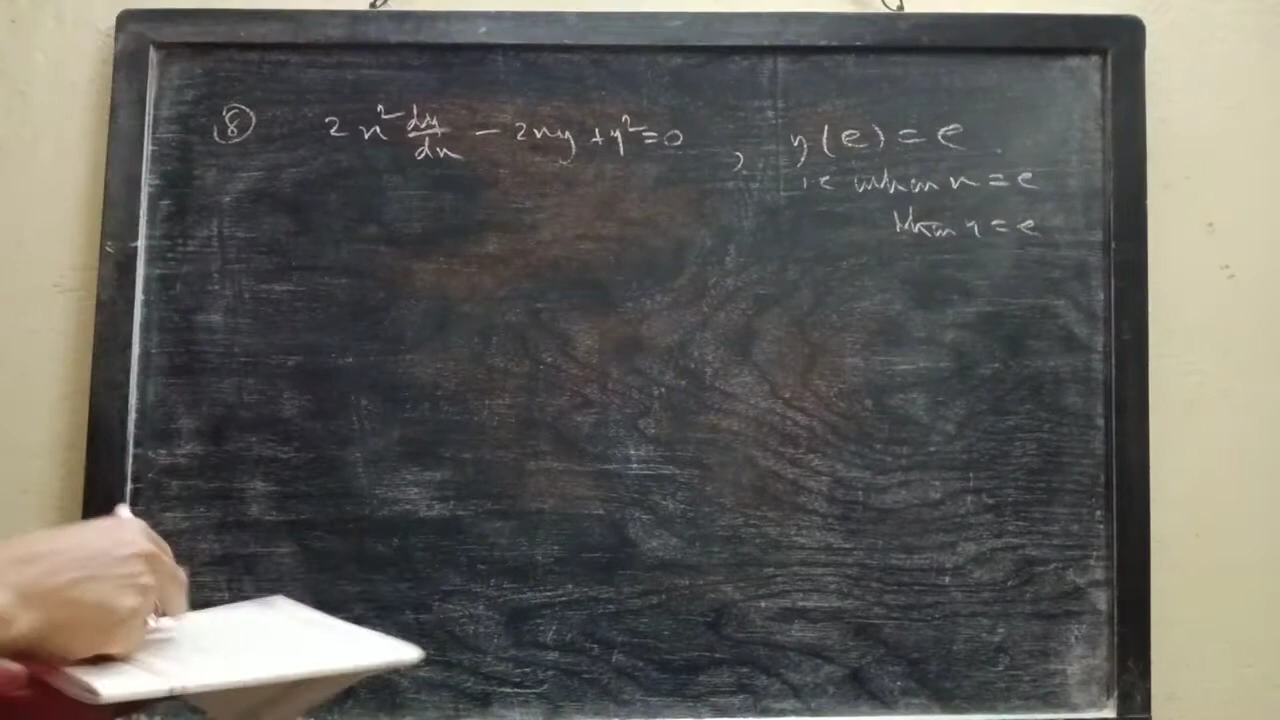 ⑧ 2x² dy/dx - 2xy + y² = 0 , y(e) = e
i.e when x = e
then y = e